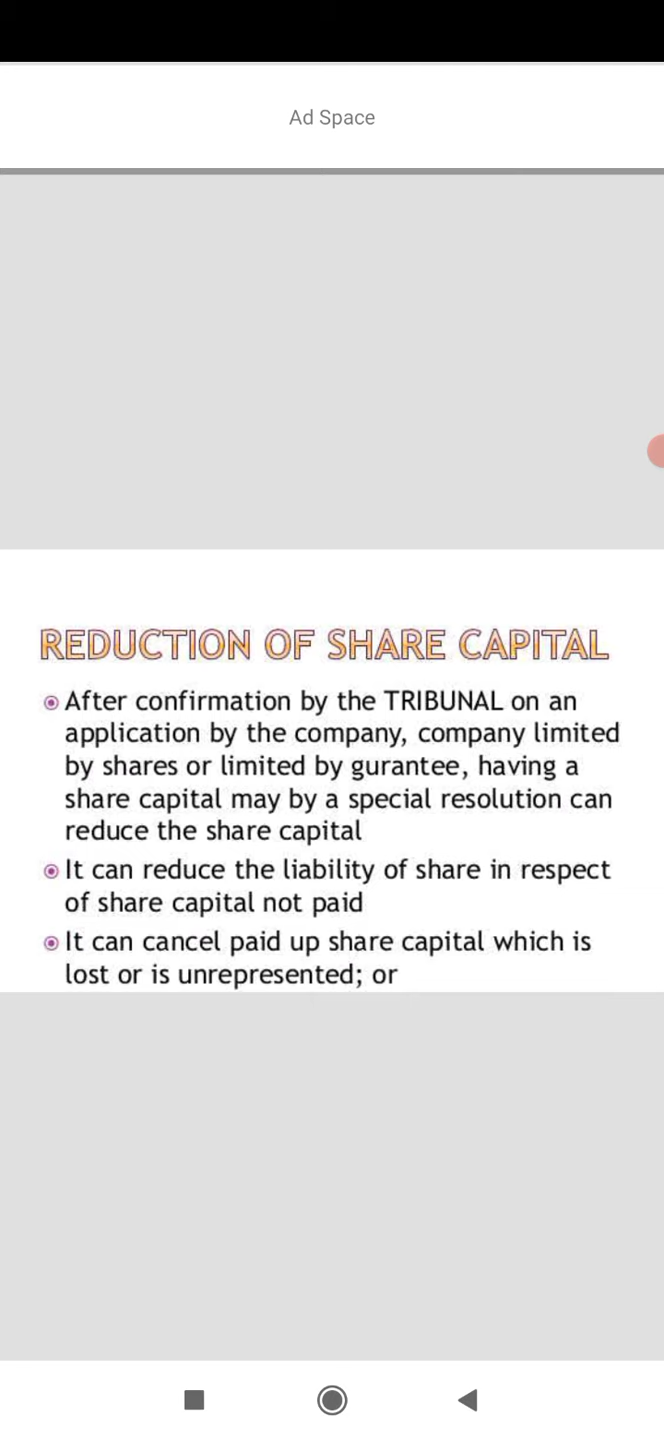 Ad Space
REDUCTION OF SHARE CAPITAL
After confirmation by the TRIBUNAL on an
application by the company, company limited
by shares or limited by gurantee, having a
share capital may by a special resolution can
reduce the share capital
It can reduce the liability of share in respect
of share capital not paid
It can cancel paid up share capital which is
lost or is unrepresented; or